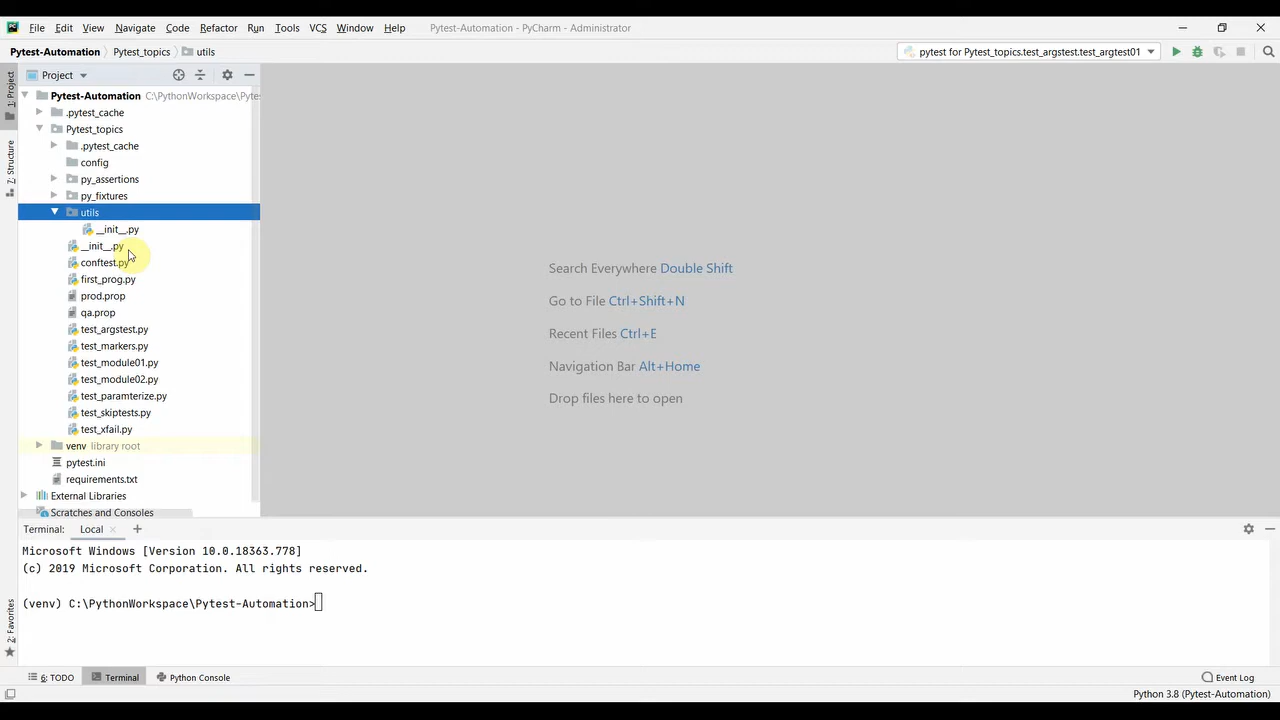 PC File Edit View Navigate Code Refactor Run Tools VCS Window Help Pytest-Automation - PyCharm - Administrator
Pytest-Automation Pytest_topics utils pytest for Pytest_topics.test_argstest.test_argtest01
1: Project
7: Structure
2: Favorites
Project
Pytest-Automation C:\PythonWorkspace\Pyte
.pytest_cache
Pytest_topics
.pytest_cache
config
py_assertions
py_fixtures
utils
__init__.py
__init__.py
conftest.py
first_prog.py
prod.prop
qa.prop
test_argstest.py
test_markers.py
test_module01.py
test_module02.py
test_paramterize.py
test_skiptests.py
test_xfail.py
venv library root
pytest.ini
requirements.txt
External Libraries
Scratches and Consoles
Search Everywhere Double Shift
Go to File Ctrl+Shift+N
Recent Files Ctrl+E
Navigation Bar Alt+Home
Drop files here to open
Terminal: Local
Microsoft Windows [Version 10.0.18363.778]
(c) 2019 Microsoft Corporation. All rights reserved.
(venv) C:\PythonWorkspace\Pytest-Automation>
6: TODO Terminal Python Console Event Log
Python 3.8 (Pytest-Automation)